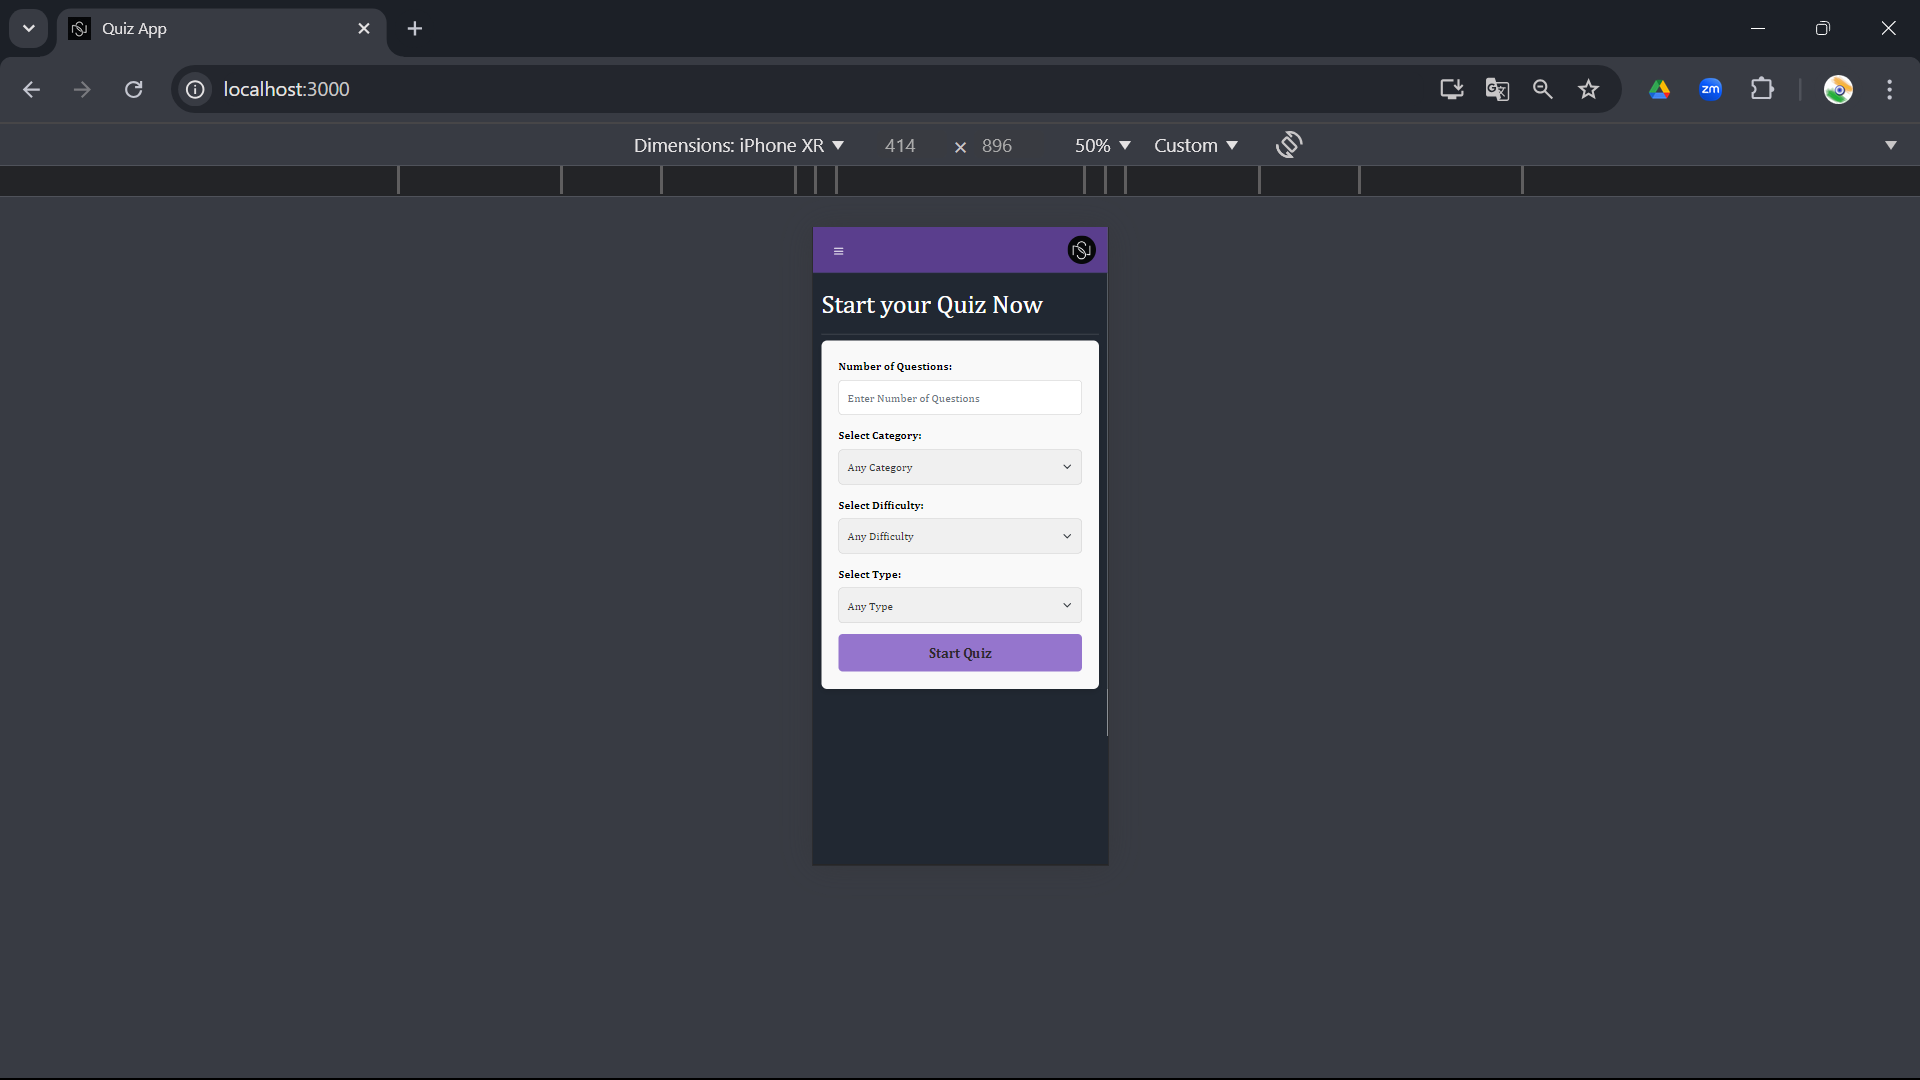 Quiz App
localhost:3000
zm
Dimensions: iPhone XR 414 × 896 50% Custom
Start your Quiz Now
Number of Questions:
Enter Number of Questions
Select Category:
Any Category
Select Difficulty:
Any Difficulty
Select Type:
Any Type
Start Quiz